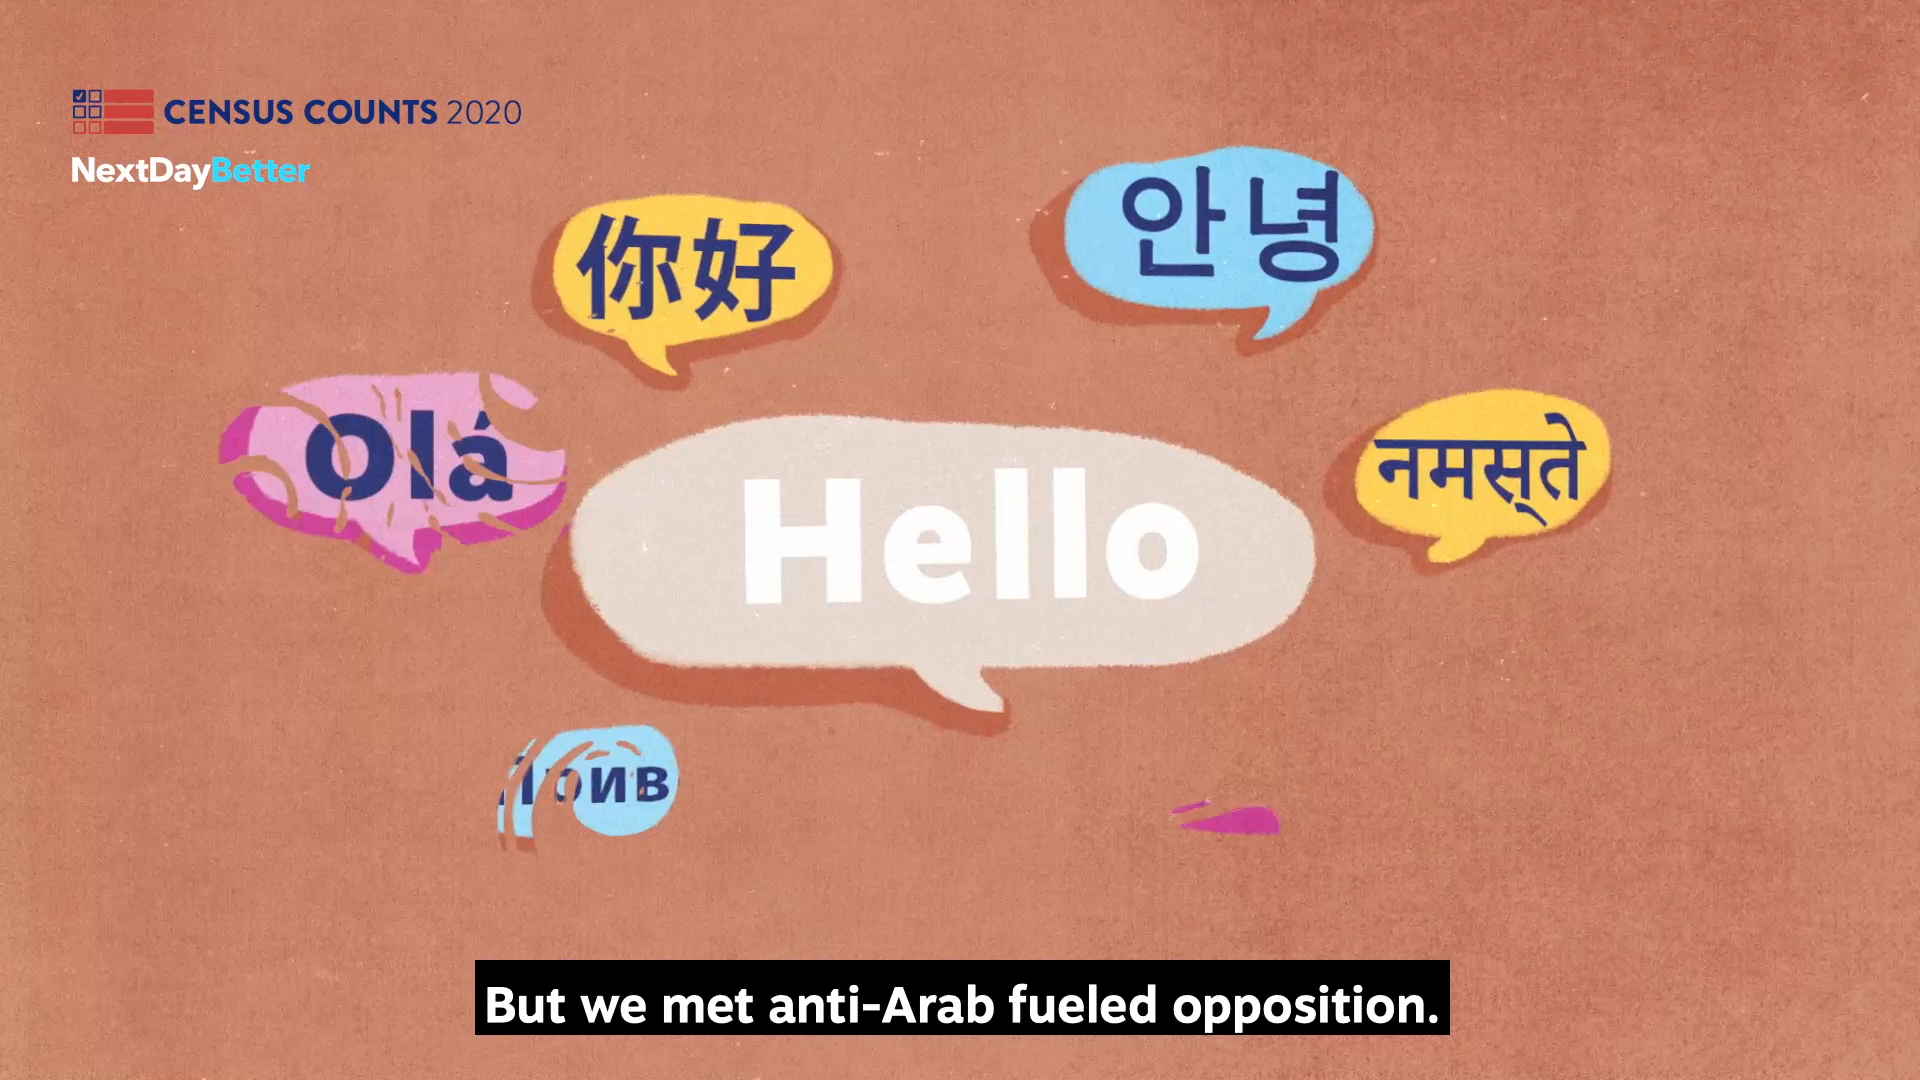 CENSUS COUNTS 2020
NextDayBetter
你好
안녕
Olá
Hello
नमस्ते
But we met anti-Arab fueled opposition.